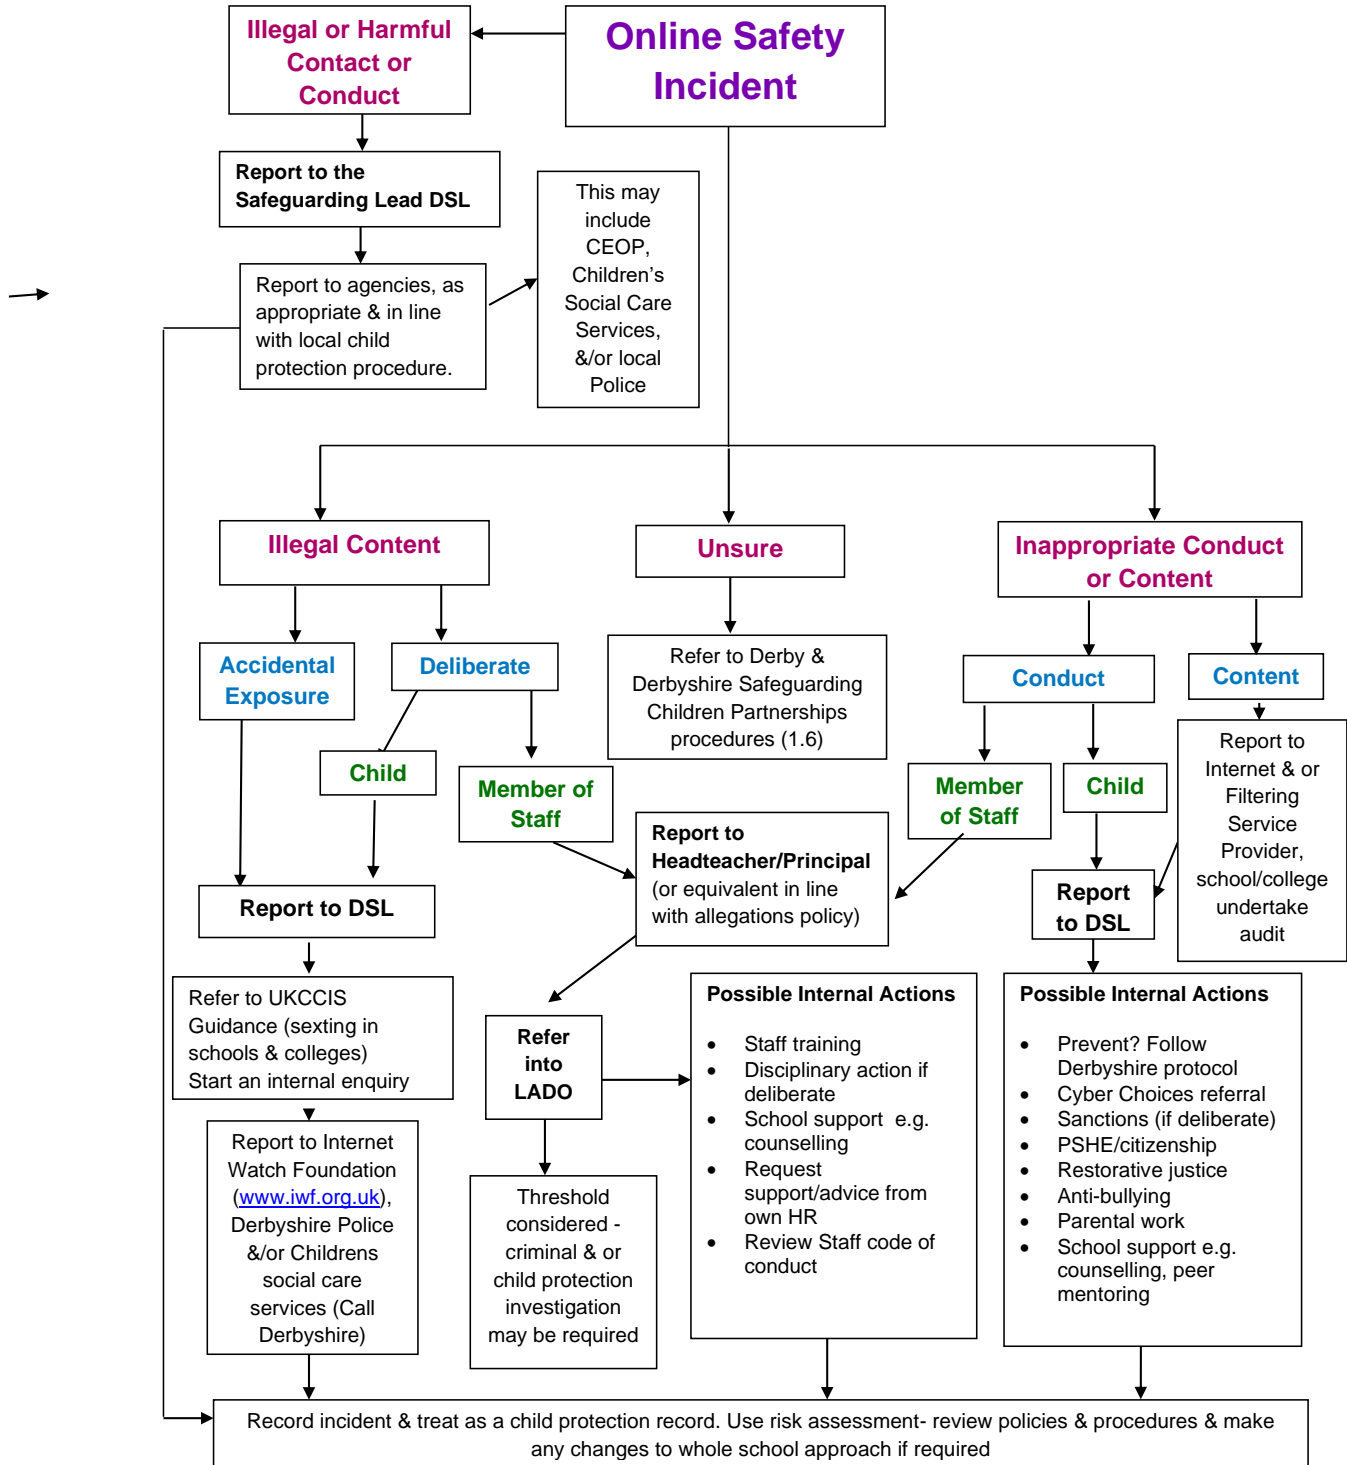 Illegal or Harmful
Contact or
Conduct
Online Safety
Incident
Report to the
Safeguarding Lead DSL
This may
include
CEOP,
Children’s
Social Care
Services,
&/or local
Police
Report to agencies, as
appropriate & in line
with local child
protection procedure.
Illegal Content
Unsure
Inappropriate Conduct
or Content
Accidental
Exposure
Deliberate
Refer to Derby &
Derbyshire Safeguarding
Children Partnerships
procedures (1.6)
Conduct
Content
Child
Member of
Staff
Member
of Staff
Child
Report to
Internet & or
Filtering
Service
Provider,
school/college
undertake
audit
Report to
Headteacher/Principal
(or equivalent in line
with allegations policy)
Report to DSL
Report
to DSL
Refer to UKCCIS
Guidance (sexting in
schools & colleges)
Start an internal enquiry
Refer
into
LADO
Possible Internal Actions
• Staff training
• Disciplinary action if
deliberate
• School support  e.g.
counselling
• Request
support/advice from
own HR
• Review Staff code of
conduct
Possible Internal Actions
• Prevent? Follow
Derbyshire protocol
• Cyber Choices referral
• Sanctions (if deliberate)
• PSHE/citizenship
• Restorative justice
• Anti-bullying
• Parental work
• School support e.g.
counselling, peer
mentoring
Report to Internet
Watch Foundation
(www.iwf.org.uk),
Derbyshire Police
&/or Childrens
social care
services (Call
Derbyshire)
Threshold
considered -
criminal & or
child protection
investigation
may be required
Record incident & treat as a child protection record. Use risk assessment- review policies & procedures & make
any changes to whole school approach if required